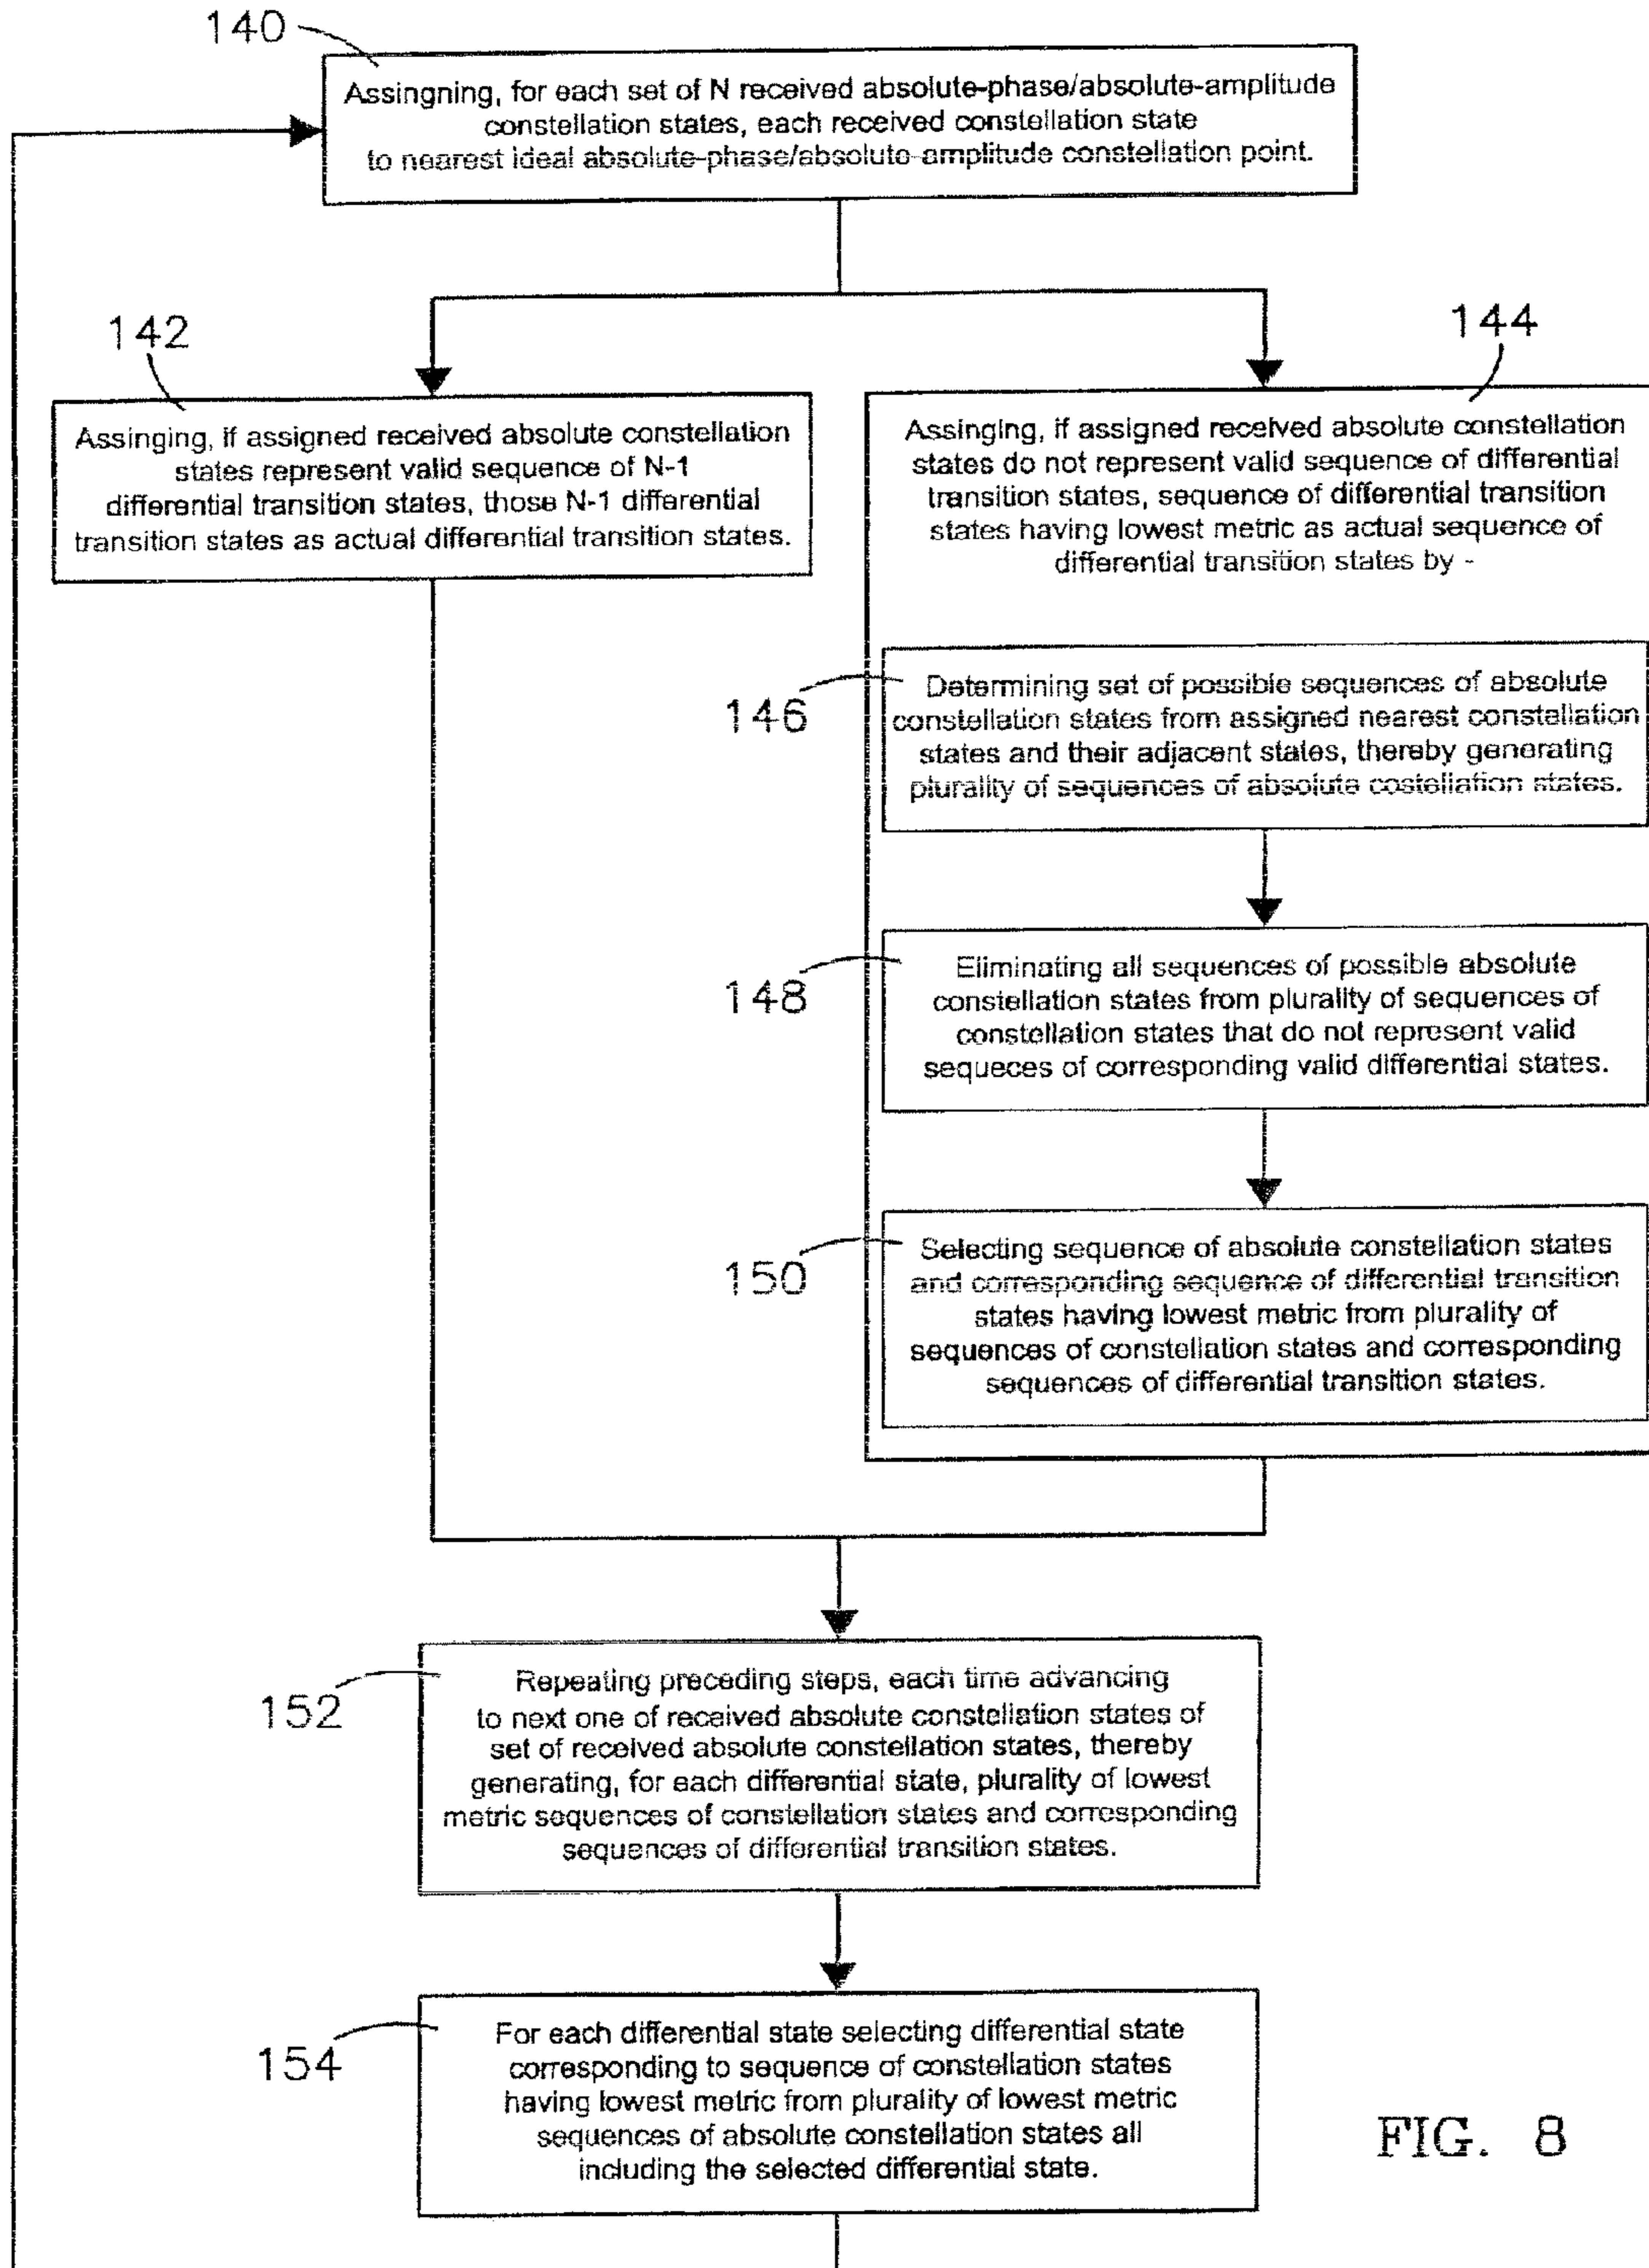 140
Assingning, for each set of N received absolute-phase/absolute-amplitude
constellation states, each received constellation state
to nearest ideal absolute-phase/absolute-amplitude constellation point.
142
Assinging, if assigned received absolute constellation
states represent valid sequence of N-1
differential transition states, those N-1 differential
transition states as actual differential transition states.
144
Assinging, if assigned received absolute constellation
states do not represent valid sequence of differential
transition states, sequence of differential transition
states having lowest metric as actual sequence of
differential transition states by -
146
Determining set of possible sequences of absolute
constellation states from assigned nearest constellation
states and their adjacent states, thereby generating
plurality of sequences of absolute costellation states.
148
Eliminating all sequences of possible absolute
constellation states from plurality of sequences of
constellation states that do not represent valid
sequeces of corresponding valid differential states.
150
Selecting sequence of absolute constellation states
and corresponding sequence of differential transition
states having lowest metric from plurality of
sequences of constellation states and corresponding
sequences of differential transition states.
152
Repeating preceding steps, each time advancing
to next one of received absolute constellation states of
set of received absolute constellation states, thereby
generating, for each differential state, plurality of lowest
metric sequences of constellation states and corresponding
sequences of differential transition states.
154
For each differential state selecting differential state
corresponding to sequence of constellation states
having lowest metric from plurality of lowest metric
sequences of absolute constellation states all
including the selected differential state.
FIG. 8